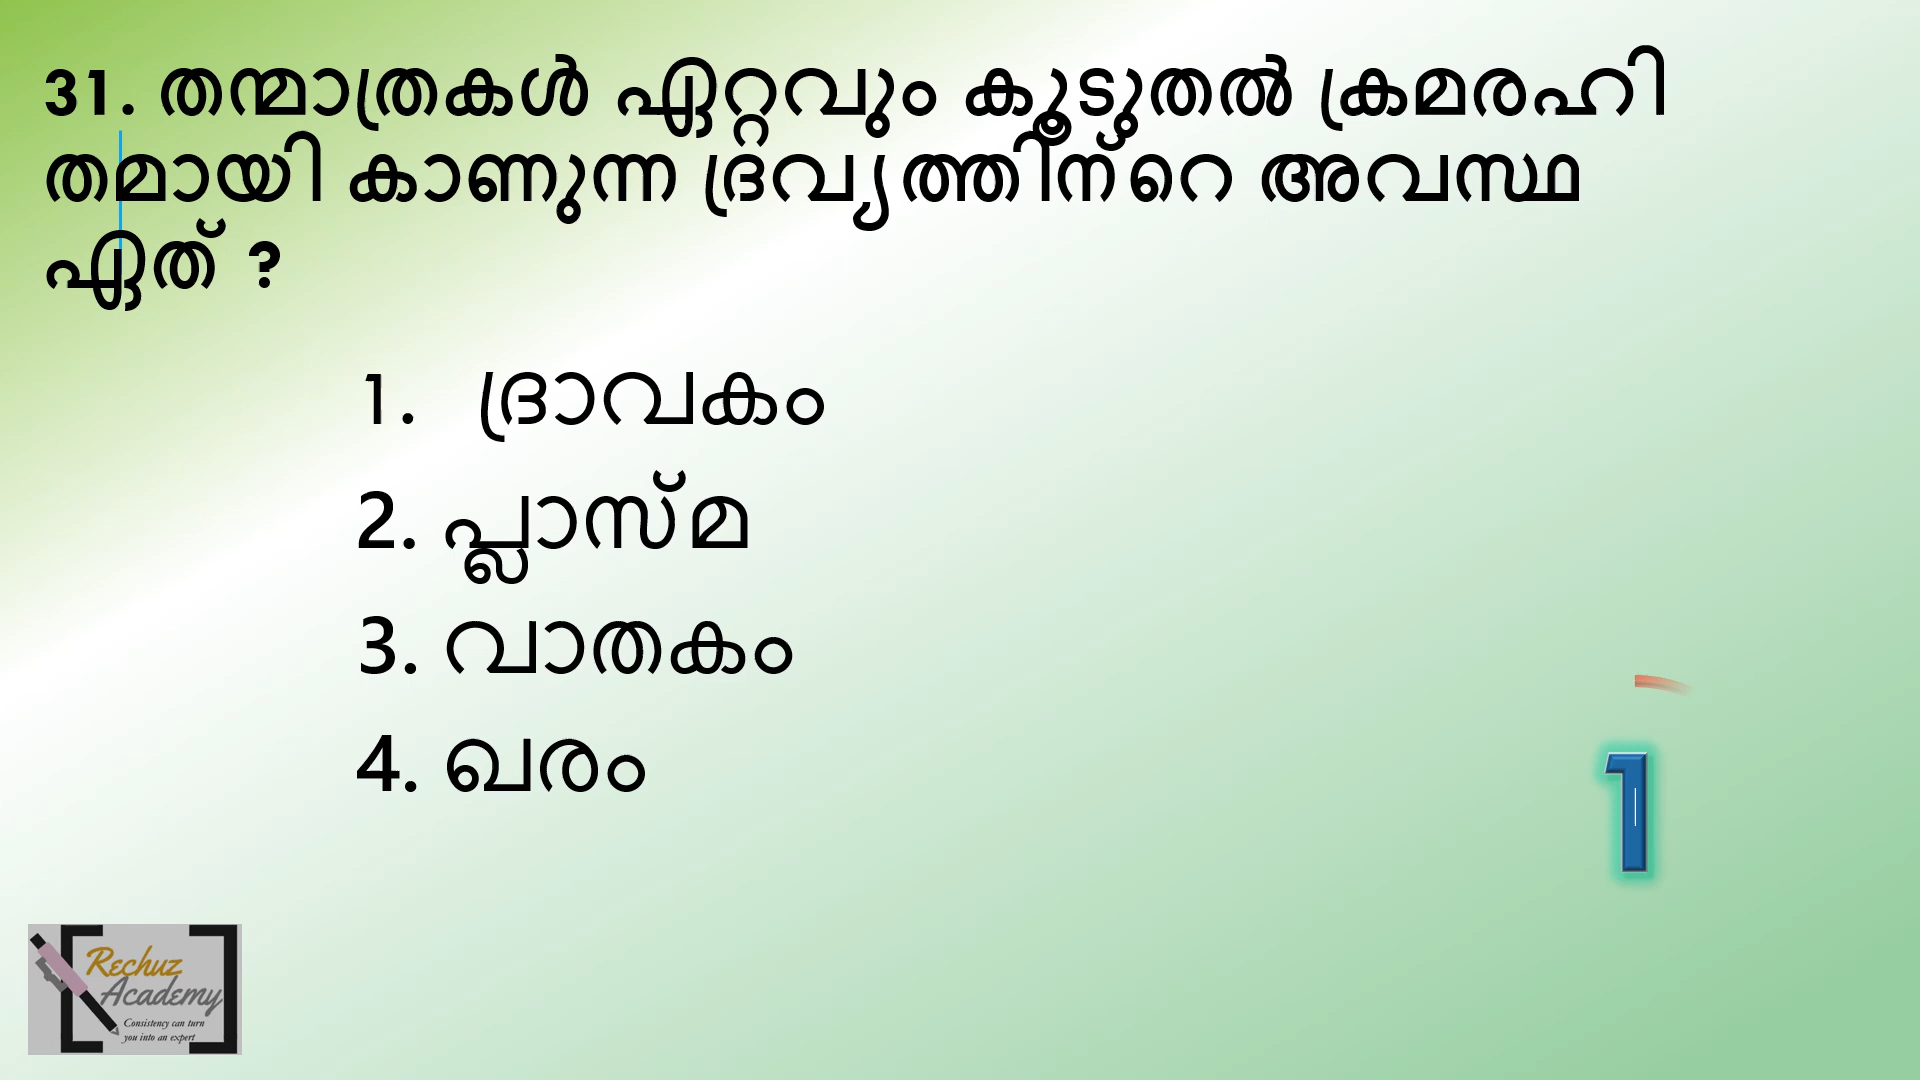 31. തന്മാത്രകൾ ഏറ്റവും കൂടുതൽ ക്രമരഹി
തമായി കാണുന്ന ദ്രവ്യത്തിന്റെ അവസ്ഥ
ഏത് ?
1. ദ്രാവകം
2. പ്ലാസ്മ
3. വാതകം
4. ഖരം
1
Rechuz
Academy
Consistency can turn
you into an expert